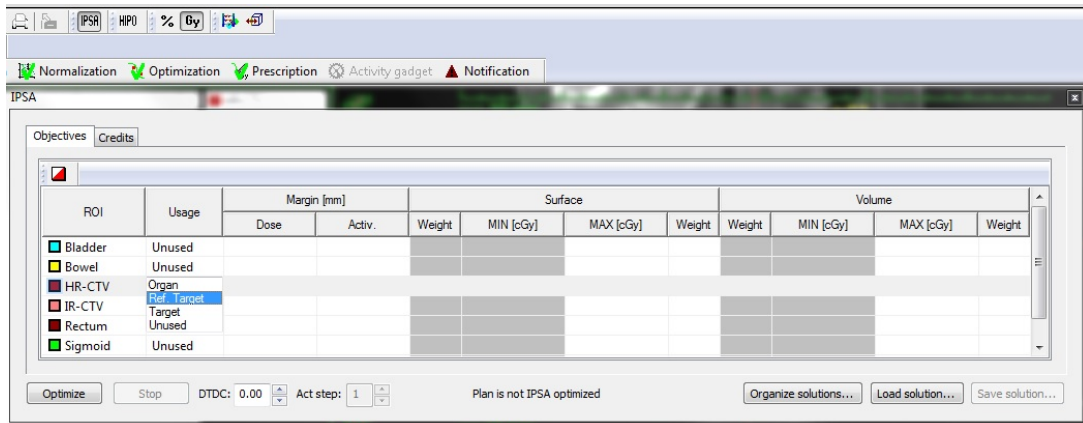 IPSA HIPO % Gy
Normalization Optimization Prescription Activity gadget Notification
IPSA x
Objectives Credits
ROI Usage Margin [mm] Surface Volume
Dose Activ. Weight MIN [cGy] MAX [cGy] Weight Weight MIN [cGy] MAX [cGy] Weight
Bladder Unused
Bowel Unused
HR-CTV Organ
Ref. Target
IR-CTV Target
Rectum Unused
Sigmoid Unused
Optimize Stop DTDC: 0.00 Act step: 1 Plan is not IPSA optimized Organize solutions... Load solution... Save solution...